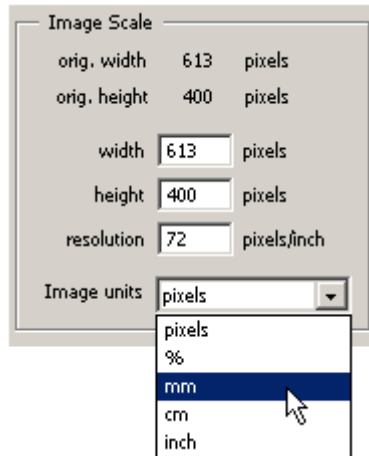 Image Scale
orig. width 613 pixels
orig. height 400 pixels
width 613 pixels
height 400 pixels
resolution 72 pixels/inch
Image units pixels
pixels
%
mm
cm
inch